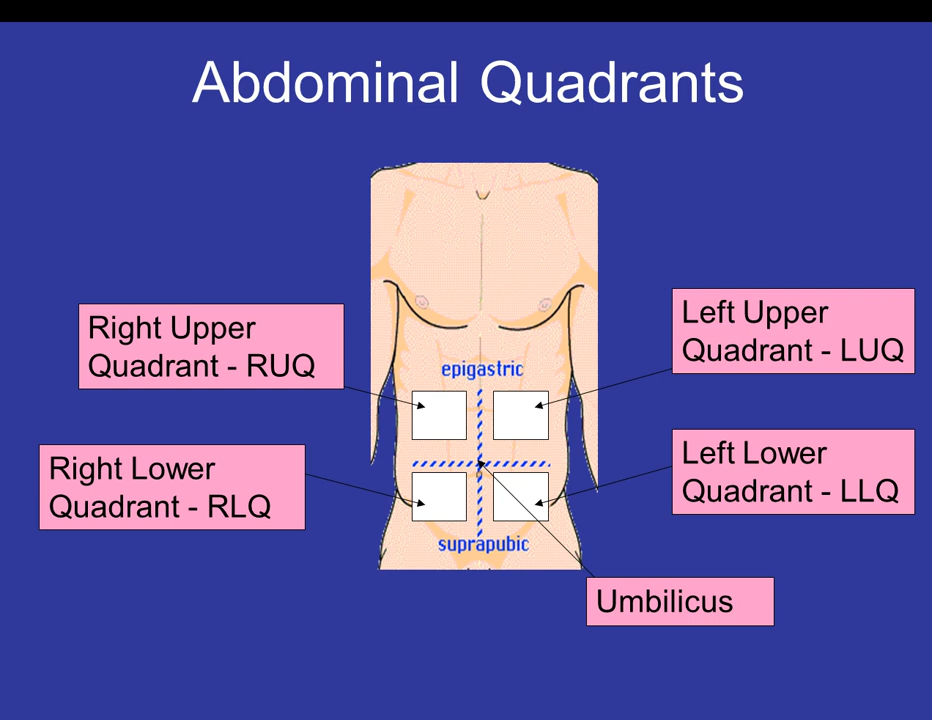 Abdominal Quadrants
Right Upper
Quadrant - RUQ
Left Upper
Quadrant - LUQ
epigastric
Right Lower
Quadrant - RLQ
Left Lower
Quadrant - LLQ
suprapubic
Umbilicus